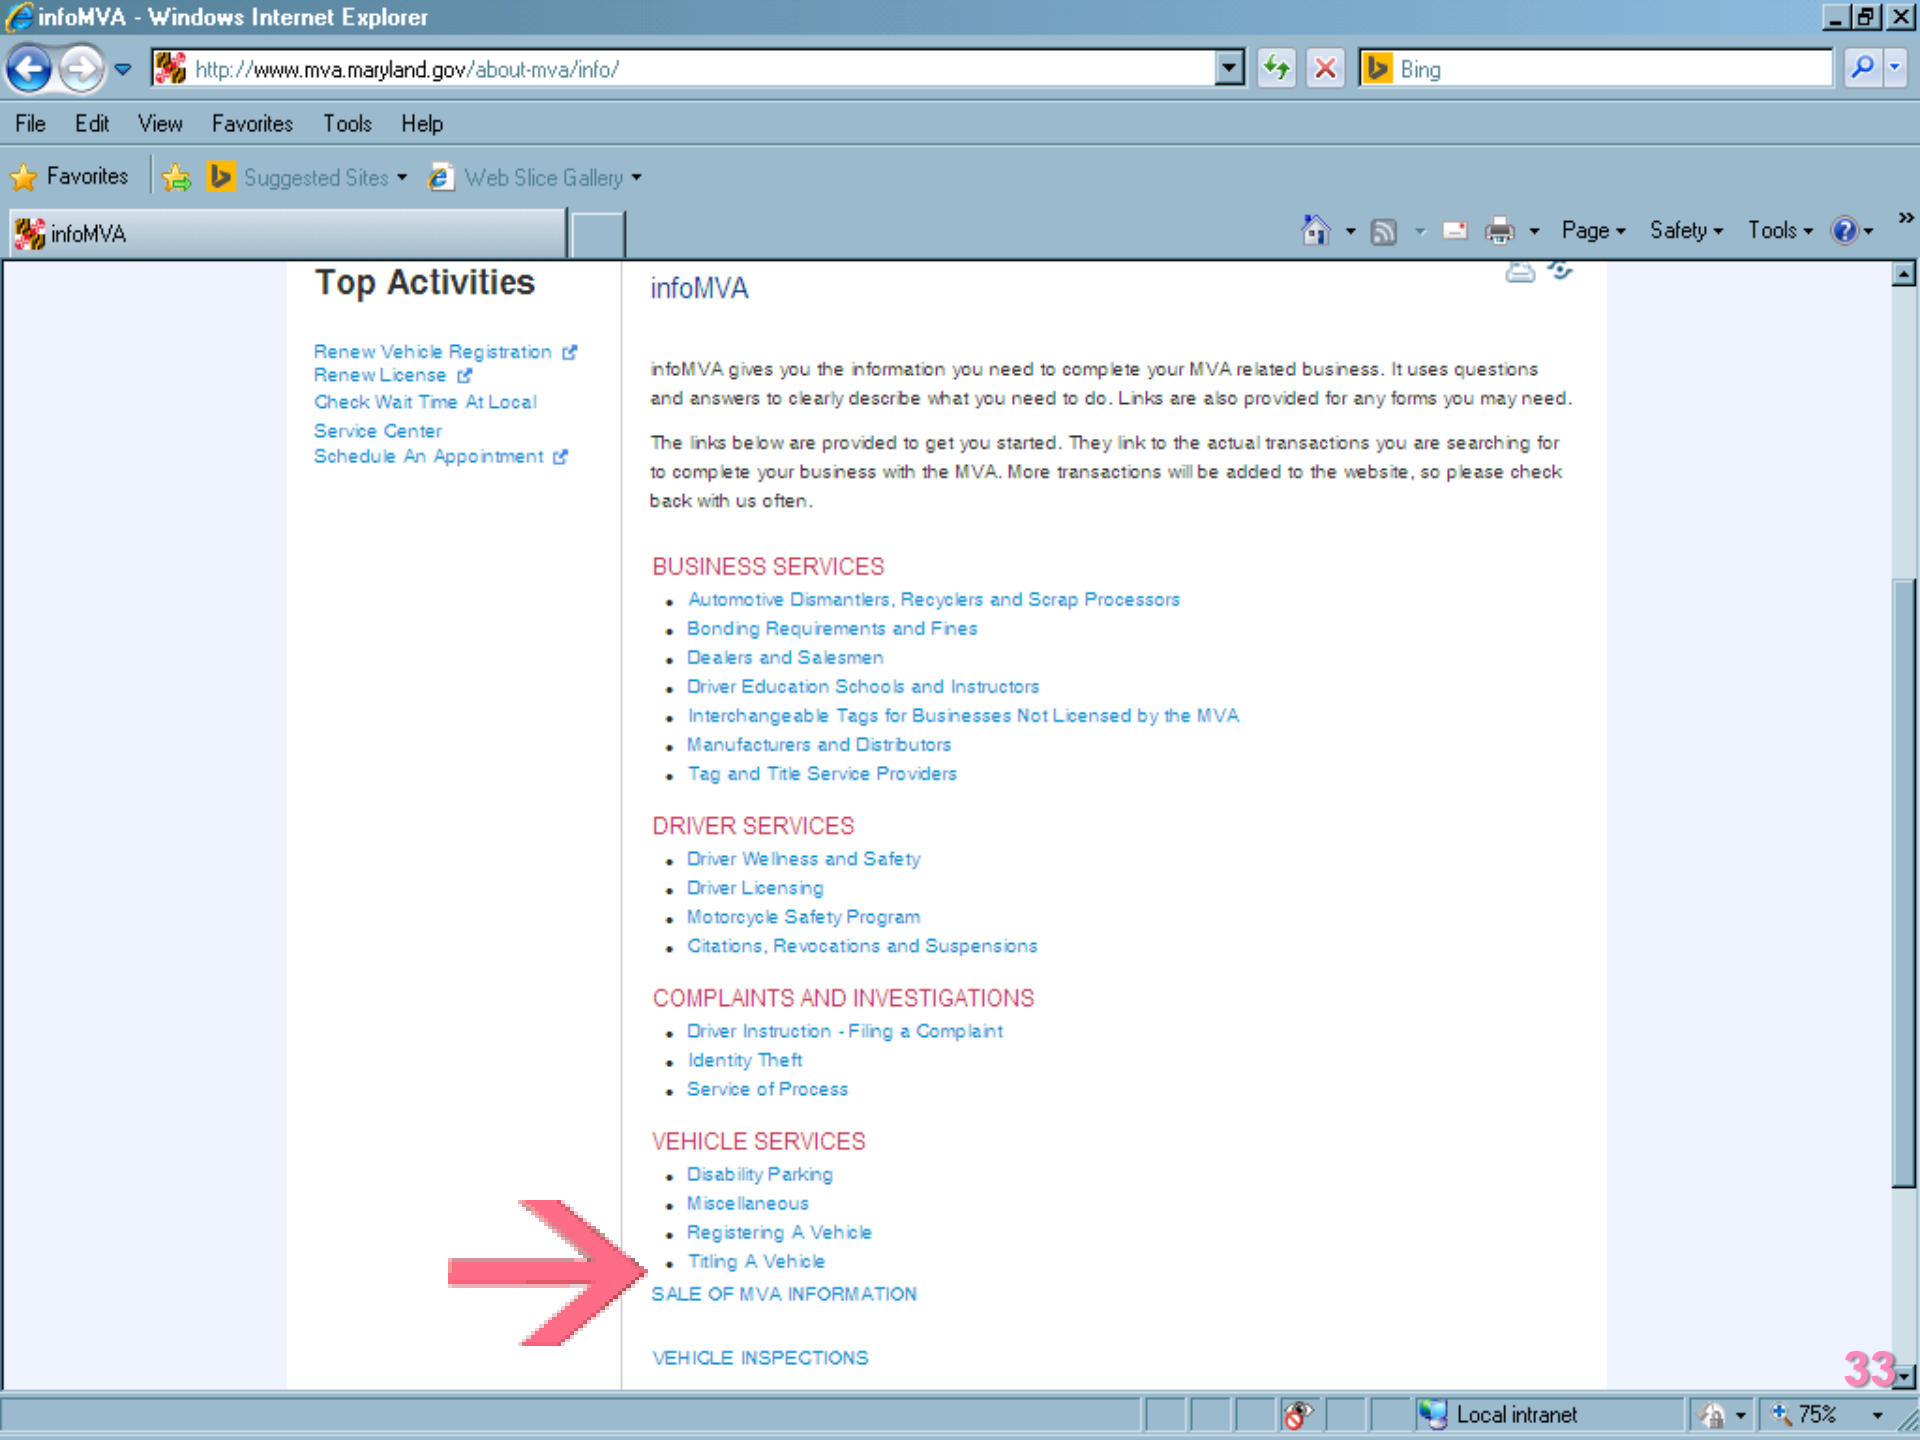 infoMVA - Windows Internet Explorer
http://www.mva.maryland.gov/about-mva/info/
Bing
File Edit View Favorites Tools Help
Favorites Suggested Sites Web Slice Gallery
infoMVA
Page Safety Tools
Top Activities
Renew Vehicle Registration
Renew License
Check Wait Time At Local
Service Center
Schedule An Appointment
infoMVA
infoMVA gives you the information you need to complete your MVA related business. It uses questions
and answers to clearly describe what you need to do. Links are also provided for any forms you may need.
The links below are provided to get you started. They link to the actual transactions you are searching for
to complete your business with the MVA. More transactions will be added to the website, so please check
back with us often.
BUSINESS SERVICES
• Automotive Dismantlers, Recyclers and Scrap Processors
• Bonding Requirements and Fines
• Dealers and Salesmen
• Driver Education Schools and Instructors
• Interchangeable Tags for Businesses Not Licensed by the MVA
• Manufacturers and Distributors
• Tag and Title Service Providers
DRIVER SERVICES
• Driver Wellness and Safety
• Driver Licensing
• Motorcycle Safety Program
• Citations, Revocations and Suspensions
COMPLAINTS AND INVESTIGATIONS
• Driver Instruction - Filing a Complaint
• Identity Theft
• Service of Process
VEHICLE SERVICES
• Disability Parking
• Miscellaneous
• Registering A Vehicle
• Titling A Vehicle
SALE OF MVA INFORMATION
VEHICLE INSPECTIONS
33
Local intranet
75%